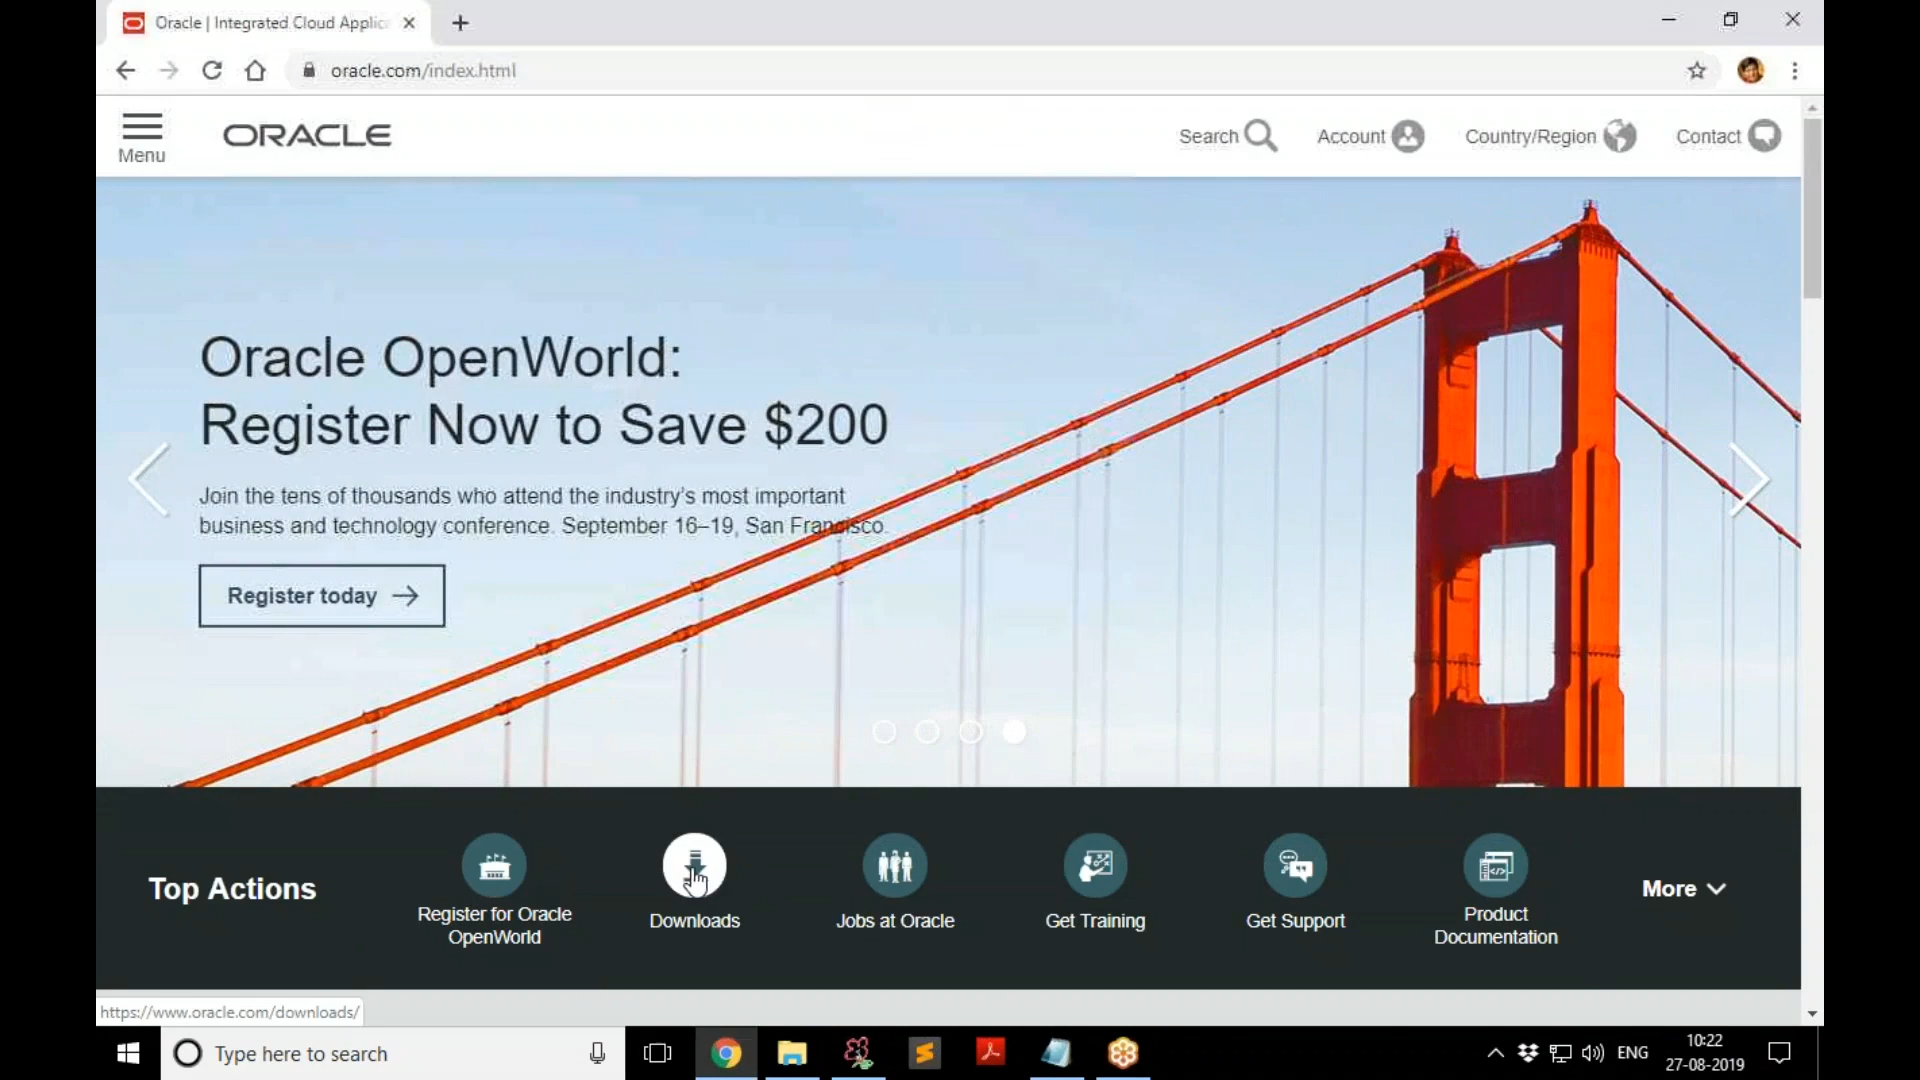 Oracle | Integrated Cloud Applic
oracle.com/index.html
Menu
ORACLE
Search
Account
Country/Region
Contact
Oracle OpenWorld:
Register Now to Save $200
Join the tens of thousands who attend the industry's most important
business and technology conference. September 16–19, San Francisco.
Register today
Top Actions
Register for Oracle
OpenWorld
Downloads
Jobs at Oracle
Get Training
Get Support
Product
Documentation
More
https://www.oracle.com/downloads/
Type here to search
ENG
10:22
27-08-2019